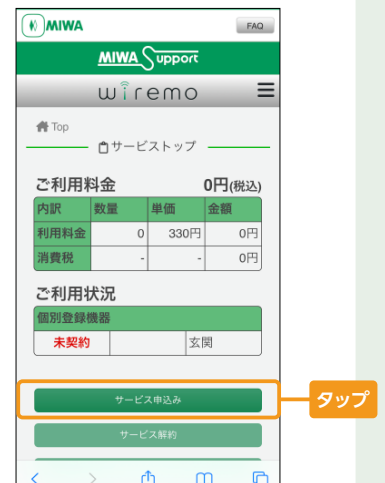 MIWA
FAQ
MIWA Support
wiremo
Top
サービストップ
ご利用料金 0円(税込)
内訳 数量 単価 金額
利用料金 0 330円 0円
消費税 - - 0円
ご利用状況
個別登録機器
未契約 玄関
サービス申込み
タップ
サービス解約